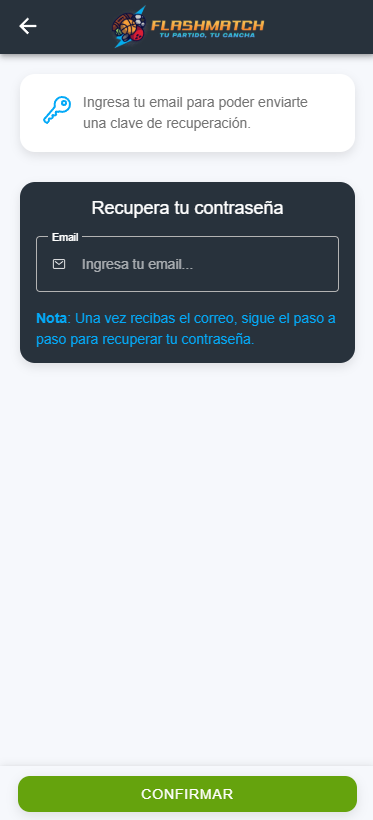 FLASHMATCH
TU PARTIDO, TU CANCHA
Ingresa tu email para poder enviarte
una clave de recuperación.
Recupera tu contraseña
Email
Ingresa tu email...
Nota: Una vez recibas el correo, sigue el paso a
paso para recuperar tu contraseña.
CONFIRMAR